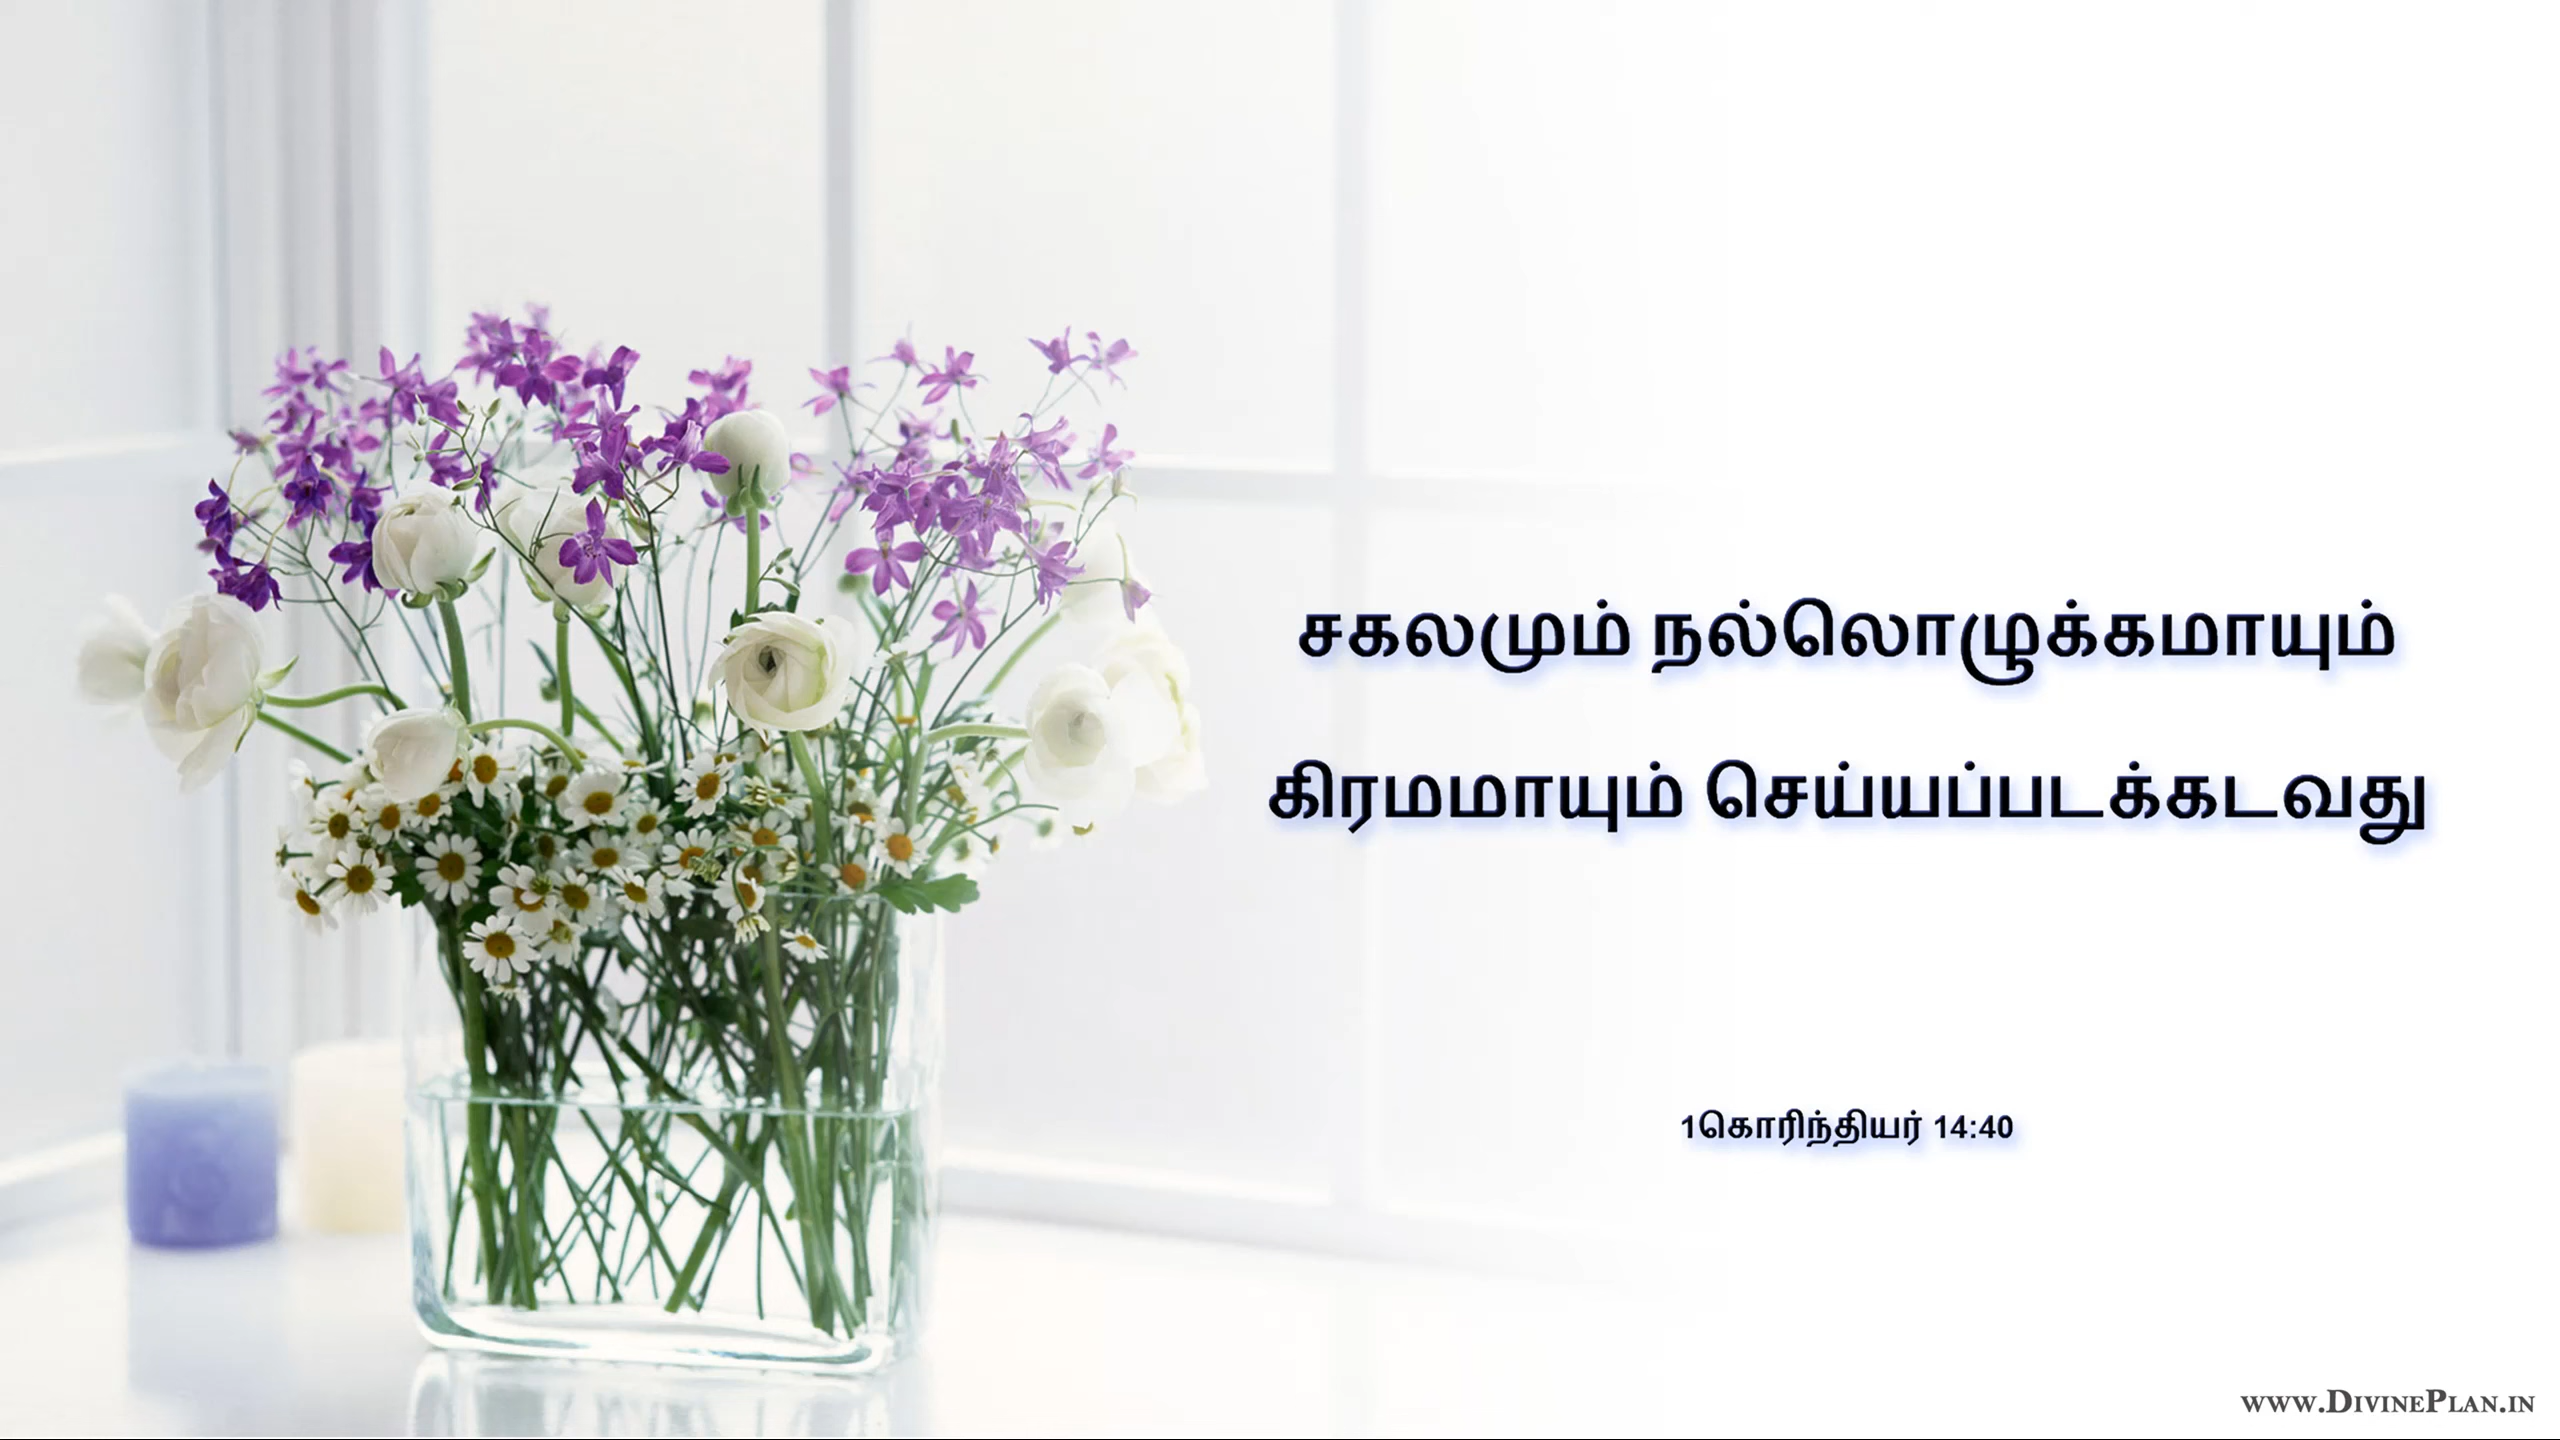 சகலமும் நல்லொழுக்கமாயும்
கிரமமாயும் செய்யப்படக்கடவது
1கொரிந்தியர் 14:40
www.DivinePlan.in